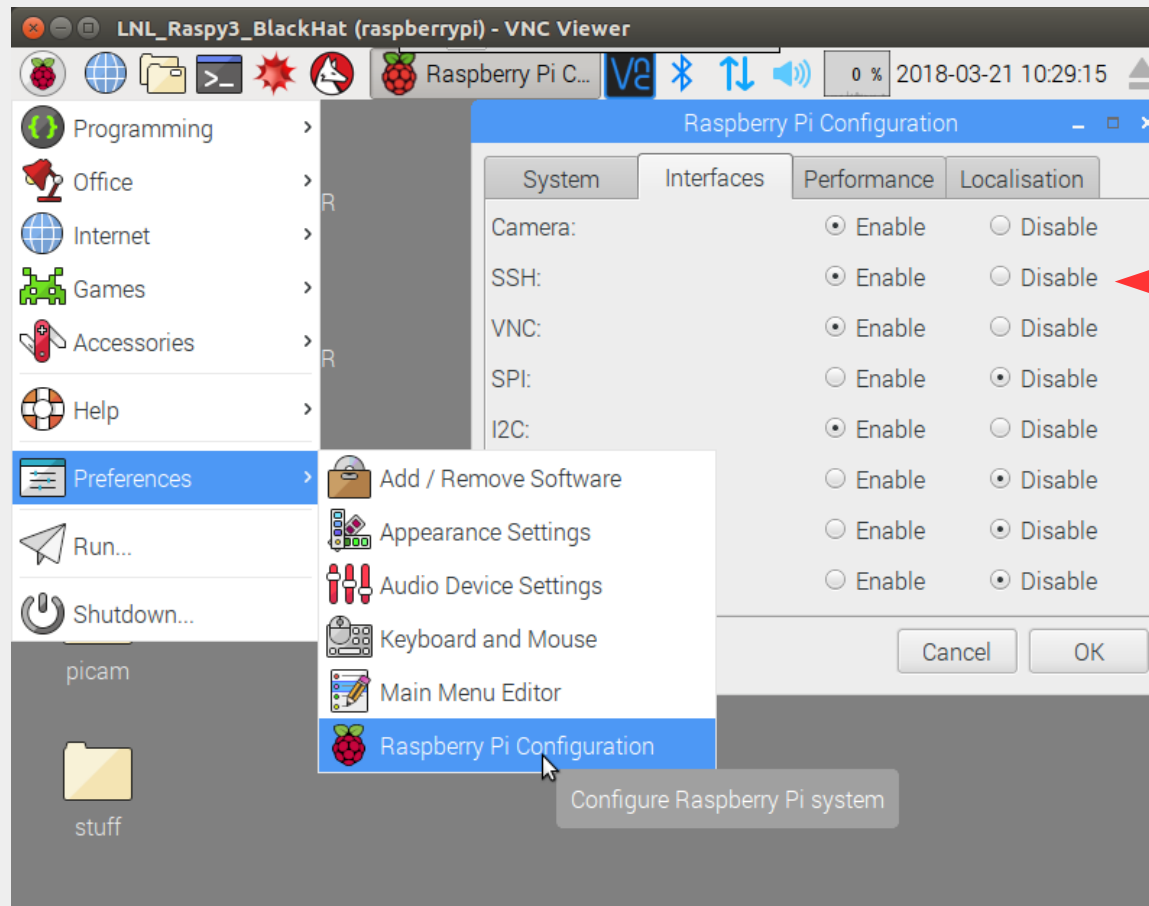 LNL_Raspy3_BlackHat (raspberrypi) - VNC Viewer
>_ Raspberry Pi C... V2 0 % 2018-03-21 10:29:15
Programming
Office
Internet
Games
Accessories
Help
Preferences
Run...
Shutdown...
R
R
Raspberry Pi Configuration
System Interfaces Performance Localisation
Camera: Enable Disable
SSH: Enable Disable
VNC: Enable Disable
SPI: Enable Disable
I2C: Enable Disable
Enable Disable
Enable Disable
Enable Disable
Cancel OK
Add / Remove Software
Appearance Settings
Audio Device Settings
Keyboard and Mouse
Main Menu Editor
Raspberry Pi Configuration
Configure Raspberry Pi system
picam
stuff